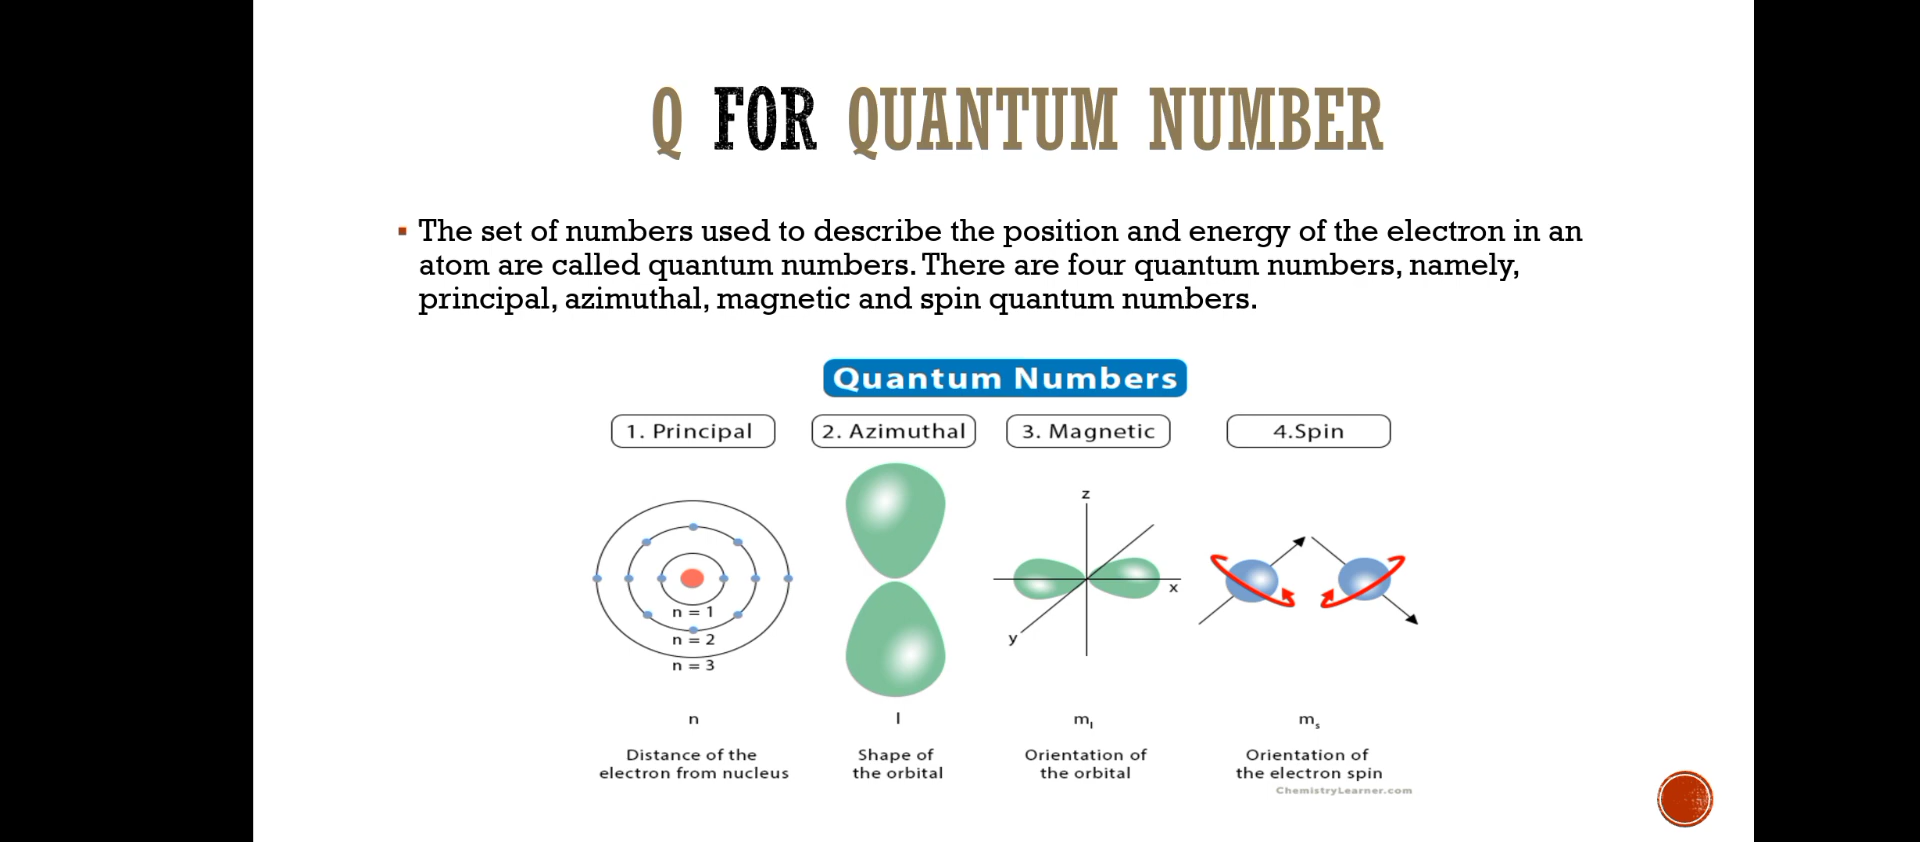 Q FOR QUANTUM NUMBER
The set of numbers used to describe the position and energy of the electron in an
atom are called quantum numbers. There are four quantum numbers, namely,
principal, azimuthal, magnetic and spin quantum numbers.
Quantum Numbers
1. Principal
2. Azimuthal
3. Magnetic
4.Spin
n = 1
n = 2
n = 3
z
x
y
n
l
mₗ
mₛ
Distance of the
electron from nucleus
Shape of
the orbital
Orientation of
the orbital
Orientation of
the electron spin
ChemistryLearner.com